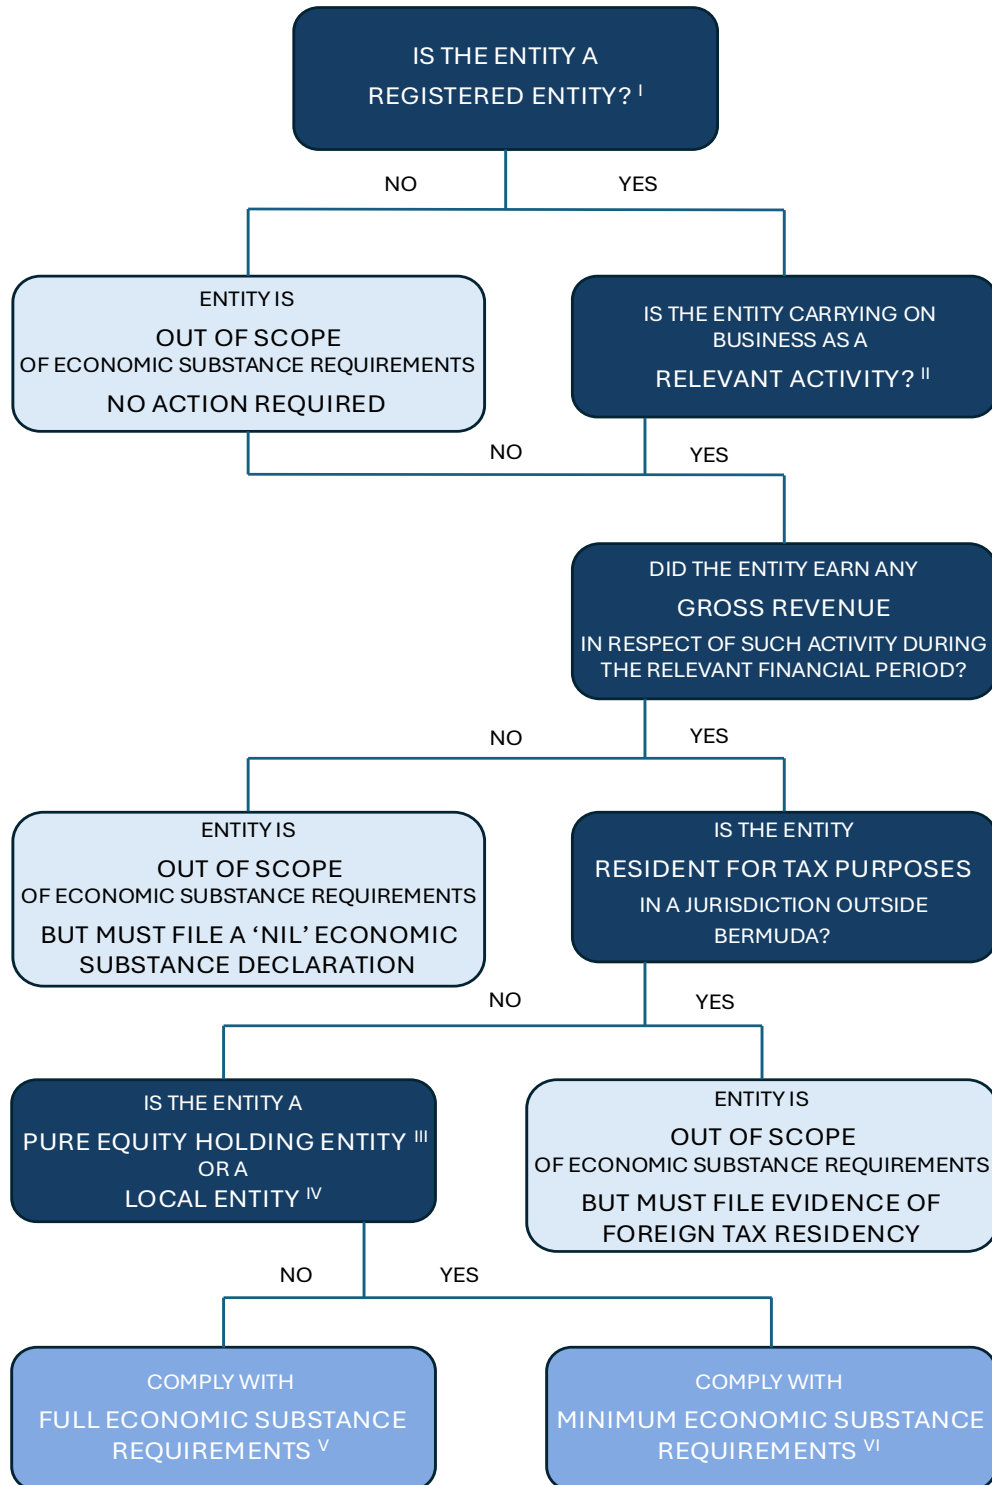 IS THE ENTITY A
REGISTERED ENTITY? I
NO
YES
ENTITY IS
OUT OF SCOPE
OF ECONOMIC SUBSTANCE REQUIREMENTS
NO ACTION REQUIRED
IS THE ENTITY CARRYING ON
BUSINESS AS A
RELEVANT ACTIVITY? II
NO
YES
DID THE ENTITY EARN ANY
GROSS REVENUE
IN RESPECT OF SUCH ACTIVITY DURING
THE RELEVANT FINANCIAL PERIOD?
NO
YES
ENTITY IS
OUT OF SCOPE
OF ECONOMIC SUBSTANCE REQUIREMENTS
BUT MUST FILE A ‘NIL’ ECONOMIC
SUBSTANCE DECLARATION
IS THE ENTITY
RESIDENT FOR TAX PURPOSES
IN A JURISDICTION OUTSIDE
BERMUDA?
NO
YES
IS THE ENTITY A
PURE EQUITY HOLDING ENTITY III
OR A
LOCAL ENTITY IV
ENTITY IS
OUT OF SCOPE
OF ECONOMIC SUBSTANCE REQUIREMENTS
BUT MUST FILE EVIDENCE OF
FOREIGN TAX RESIDENCY
NO
YES
COMPLY WITH
FULL ECONOMIC SUBSTANCE
REQUIREMENTS V
COMPLY WITH
MINIMUM ECONOMIC SUBSTANCE
REQUIREMENTS VI